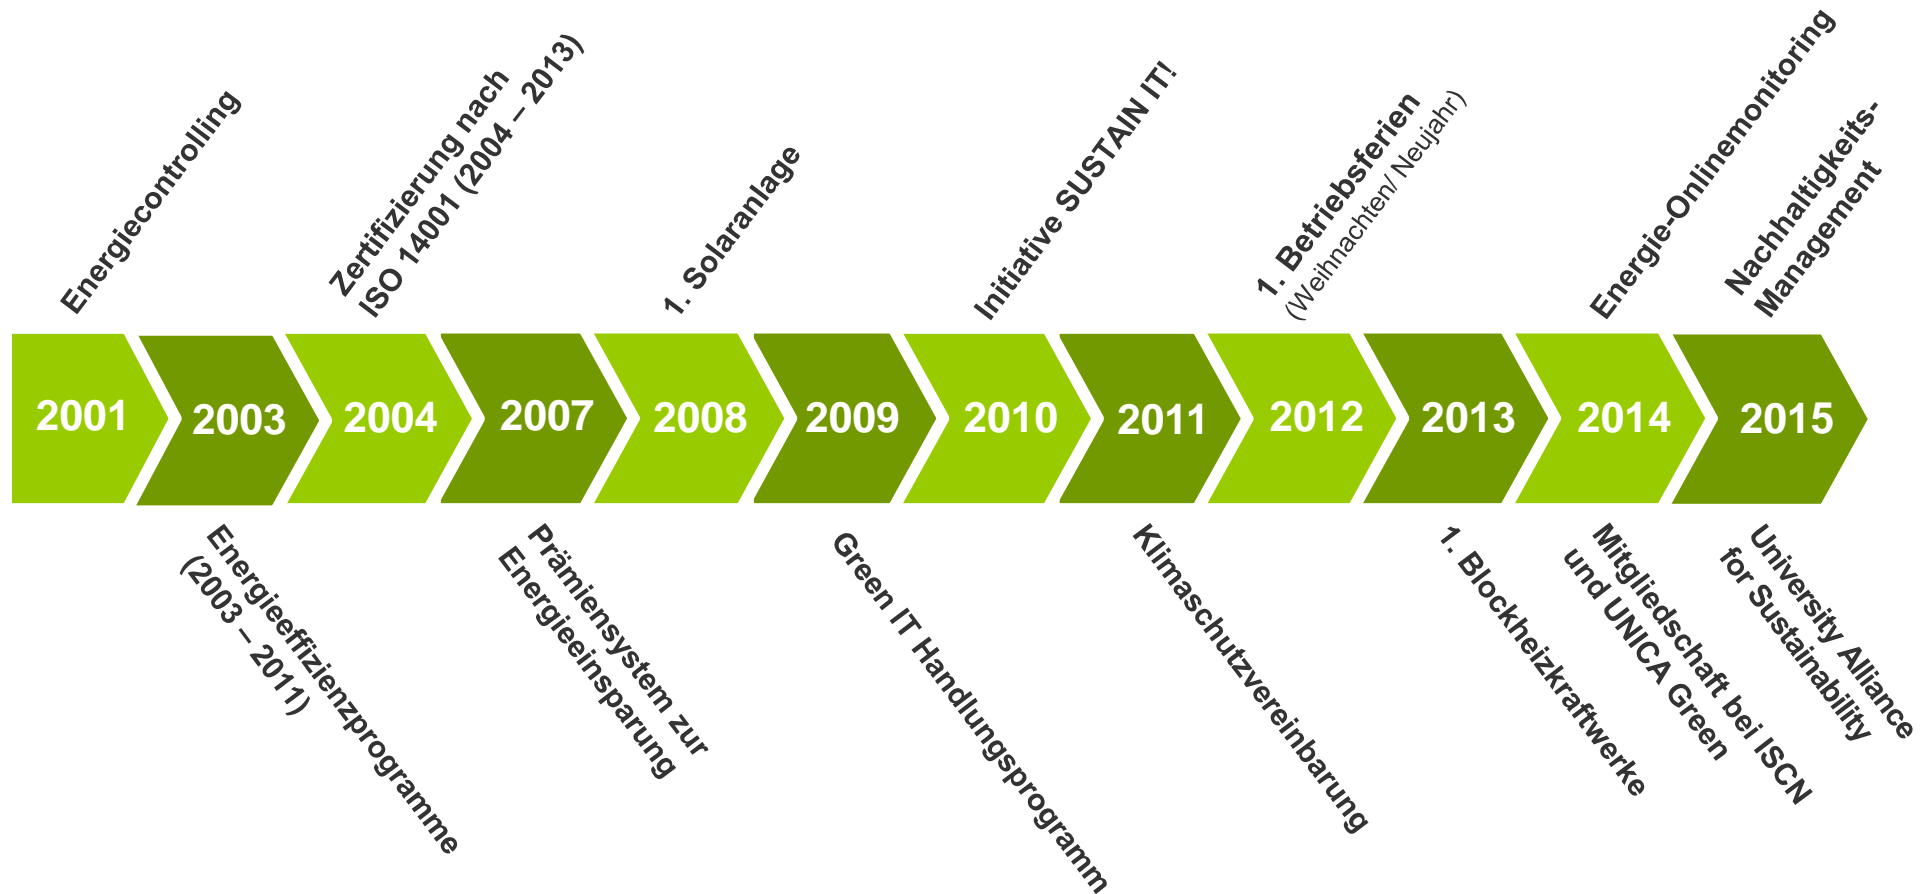 Energiecontrolling
Zertifizierung nach
ISO 14001 (2004 – 2013)
1. Solaranlage
Initiative SUSTAIN IT!
1. Betriebsferien
(Weihnachten/ Neujahr)
Energie-Onlinemonitoring
Nachhaltigkeits-
Management
2001
2003
2004
2007
2008
2009
2010
2011
2012
2013
2014
2015
Energieeffizienzprogramme
(2003 – 2011)
Prämiensystem zur
Energieeinsparung
Green IT Handlungsprogramm
Klimaschutzvereinbarung
1. Blockheizkraftwerke
Mitgliedschaft bei ISCN
und UNICA Green
University Alliance
for Sustainability